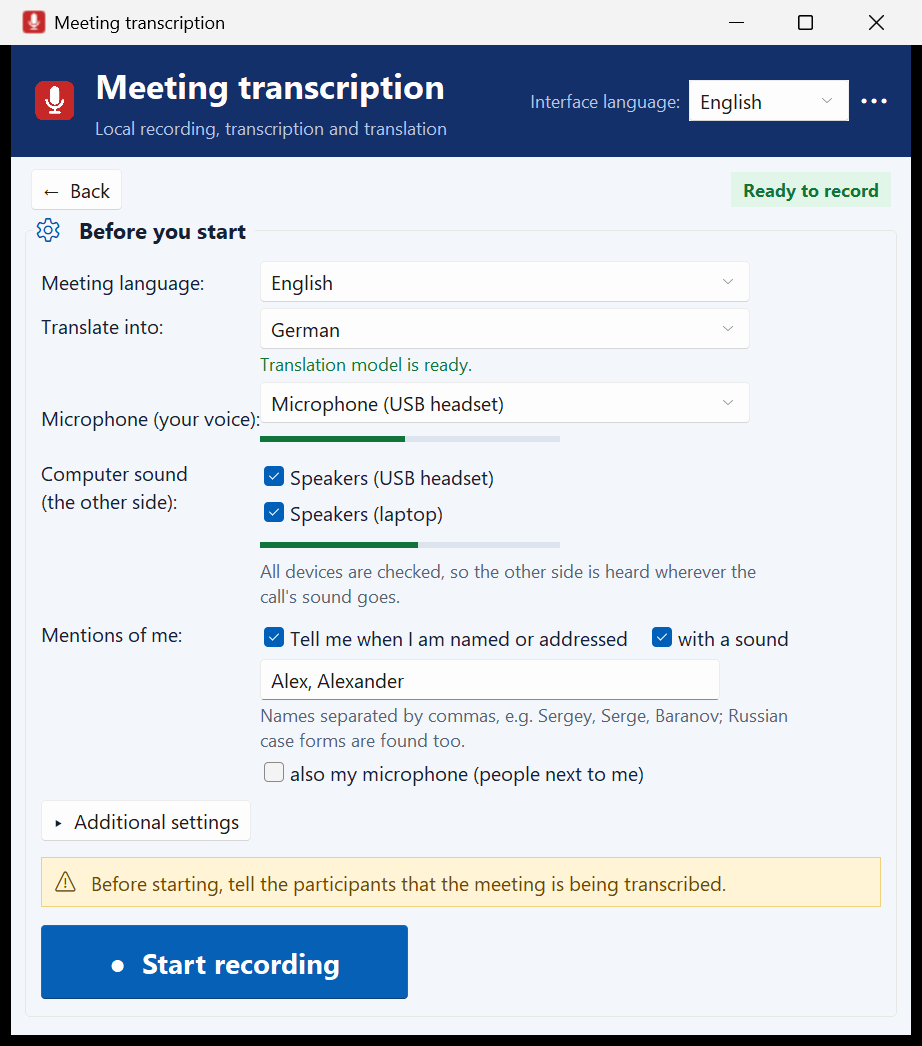 Meeting transcription
Meeting transcription
Local recording, transcription and translation
Interface language: English
← Back
Ready to record
Before you start
Meeting language: English
Translate into: German
Translation model is ready.
Microphone (your voice): Microphone (USB headset)
Computer sound
(the other side):
Speakers (USB headset)
Speakers (laptop)
All devices are checked, so the other side is heard wherever the
call's sound goes.
Mentions of me: Tell me when I am named or addressed with a sound
Alex, Alexander
Names separated by commas, e.g. Sergey, Serge, Baranov; Russian
case forms are found too.
also my microphone (people next to me)
Additional settings
Before starting, tell the participants that the meeting is being transcribed.
Start recording